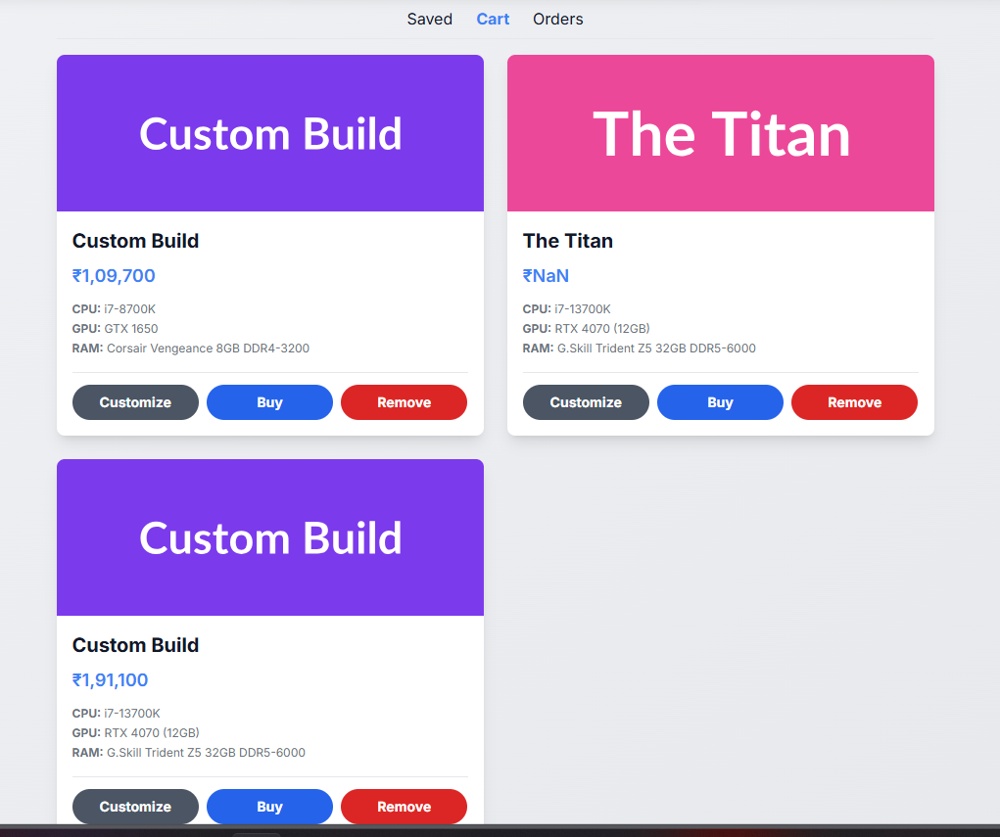 Saved Cart Orders
Custom Build
Custom Build
₹1,09,700
CPU: i7-8700K
GPU: GTX 1650
RAM: Corsair Vengeance 8GB DDR4-3200
Customize Buy Remove
The Titan
The Titan
₹NaN
CPU: i7-13700K
GPU: RTX 4070 (12GB)
RAM: G.Skill Trident Z5 32GB DDR5-6000
Customize Buy Remove
Custom Build
Custom Build
₹1,91,100
CPU: i7-13700K
GPU: RTX 4070 (12GB)
RAM: G.Skill Trident Z5 32GB DDR5-6000
Customize Buy Remove